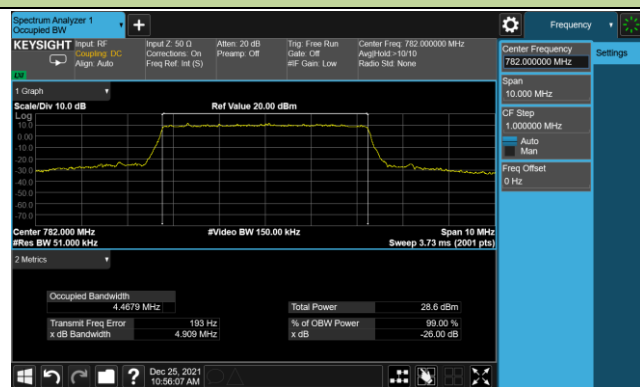 Spectrum Analyzer 1
Occupied BW
+
Frequency
KEYSIGHT
Input: RF
Coupling: DC
Align: Auto
Input Z: 50 Ω
Corrections: On
Freq Ref: Int (S)
Atten: 20 dB
Preamp: Off
Trig: Free Run
Gate: Off
#IF Gain: Low
Center Freq: 782.000000 MHz
Avg|Hold:>10/10
Radio Std: None
Center Frequency
782.000000 MHz
Settings
Span
10.000 MHz
CF Step
1.000000 MHz
Auto
Man
Freq Offset
0 Hz
1 Graph
Scale/Div 10.0 dB
Ref Value 20.00 dBm
Log
10.0
0.00
-10.0
-20.0
-30.0
-40.0
-50.0
-60.0
-70.0
Center 782.000 MHz
#Video BW 150.00 kHz
Span 10 MHz
#Res BW 51.000 kHz
Sweep 3.73 ms (2001 pts)
2 Metrics
Occupied Bandwidth
4.4679 MHz
Total Power
28.6 dBm
Transmit Freq Error
193 Hz
% of OBW Power
99.00 %
x dB Bandwidth
4.909 MHz
x dB
-26.00 dB
?
Dec 25, 2021
10:56:07 AM